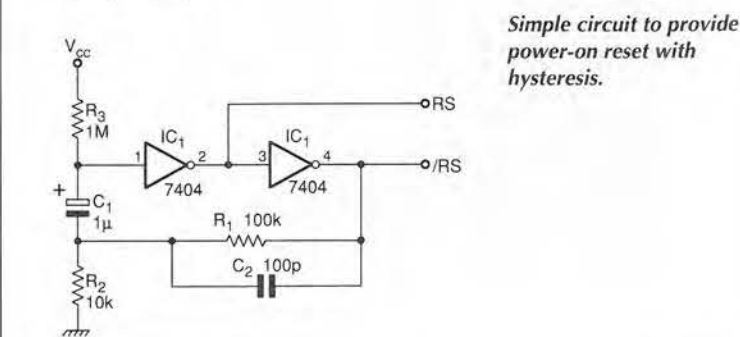 Simple circuit to provide
power-on reset with
hysteresis.
Vcc
R3
1M
IC1
1
2
7404
IC1
3
4
7404
RS
/RS
+
C1
1µ
R1 100k
C2 100p
R2
10k